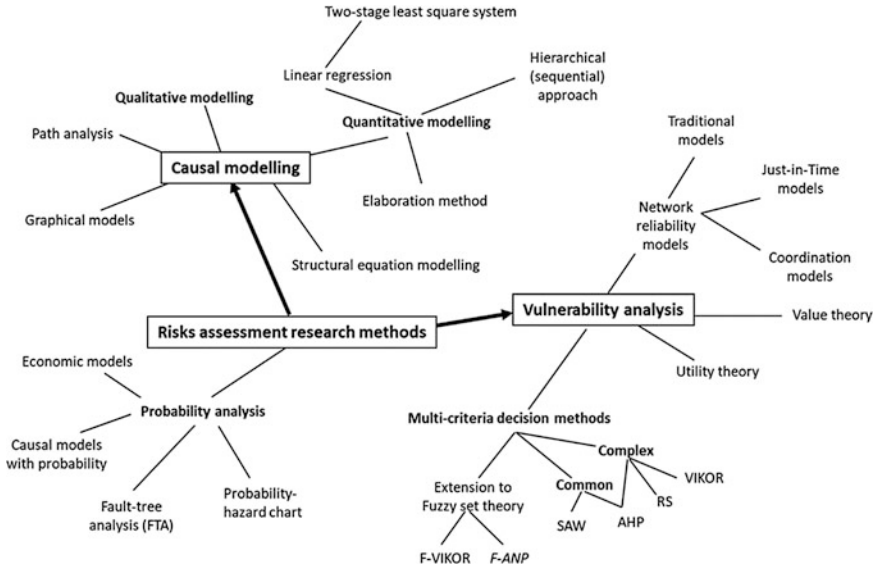 Two-stage least square system
Linear regression
Hierarchical
(sequential)
approach
Qualitative modelling
Quantitative modelling
Path analysis
Causal modelling
Elaboration method
Graphical models
Structural equation modelling
Traditional
models
Just-in-Time
models
Network
reliability
models
Coordination
models
Risks assessment research methods
Vulnerability analysis
Value theory
Utility theory
Economic models
Probability analysis
Causal models
with probability
Fault-tree
analysis (FTA)
Probability-
hazard chart
Multi-criteria decision methods
Complex
Common
VIKOR
RS
AHP
SAW
Extension to
Fuzzy set theory
F-VIKOR
F-ANP